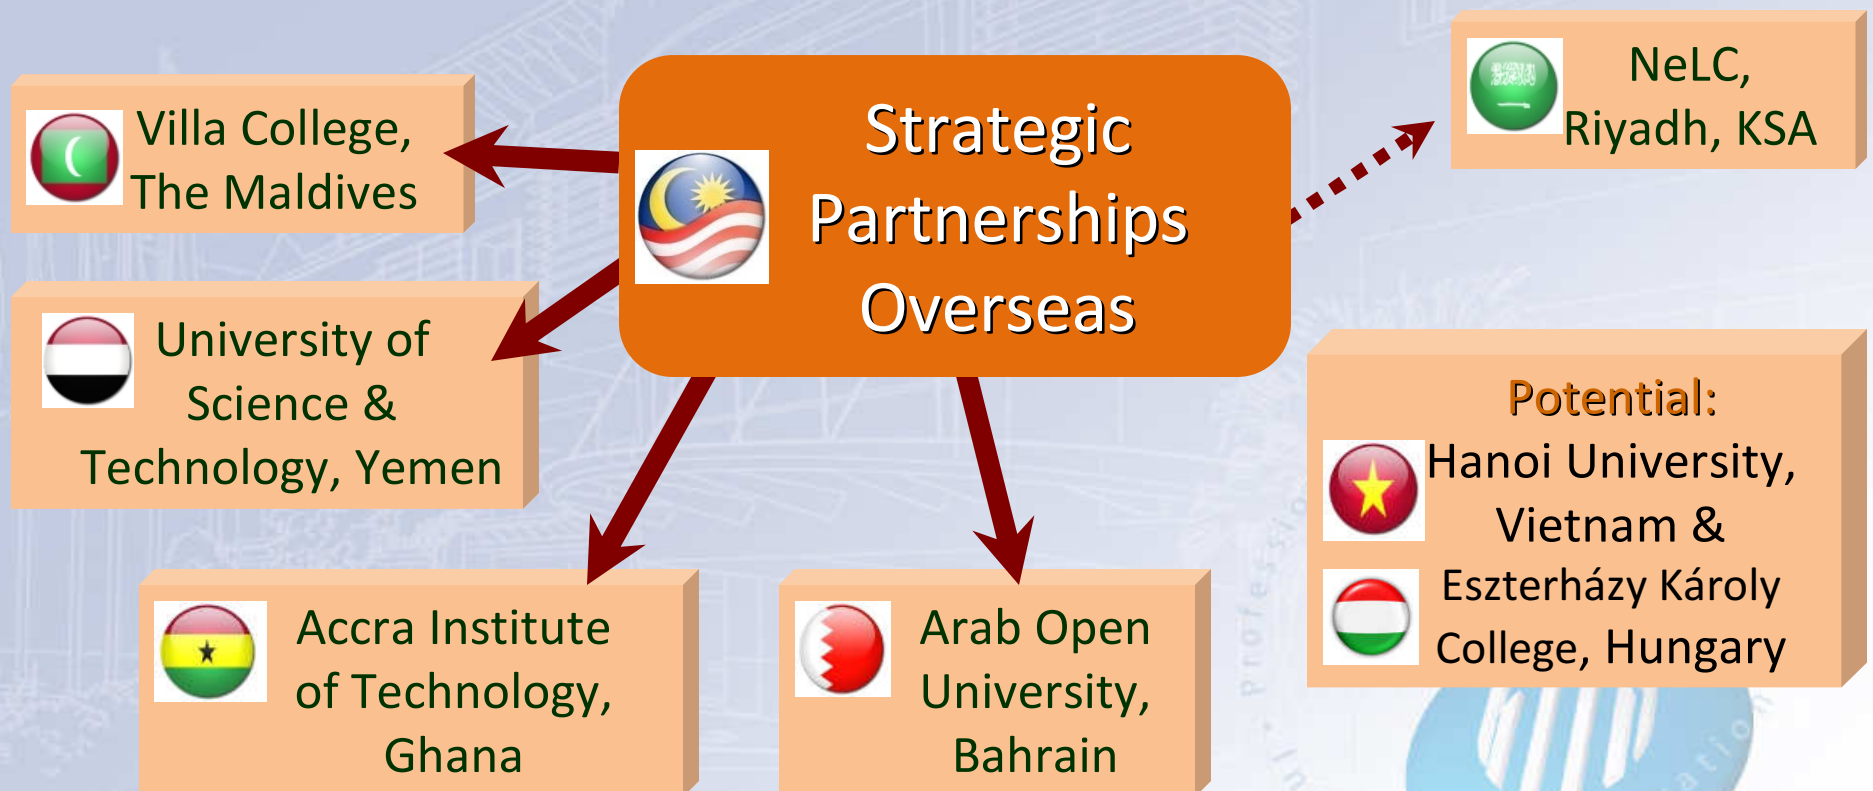 Strategic
Partnerships
Overseas
Villa College,
The Maldives
University of
Science &
Technology, Yemen
Accra Institute
of Technology,
Ghana
Arab Open
University,
Bahrain
NeLC,
Riyadh, KSA
Potential:
Hanoi University,
Vietnam &
Eszterházy Károly
College, Hungary